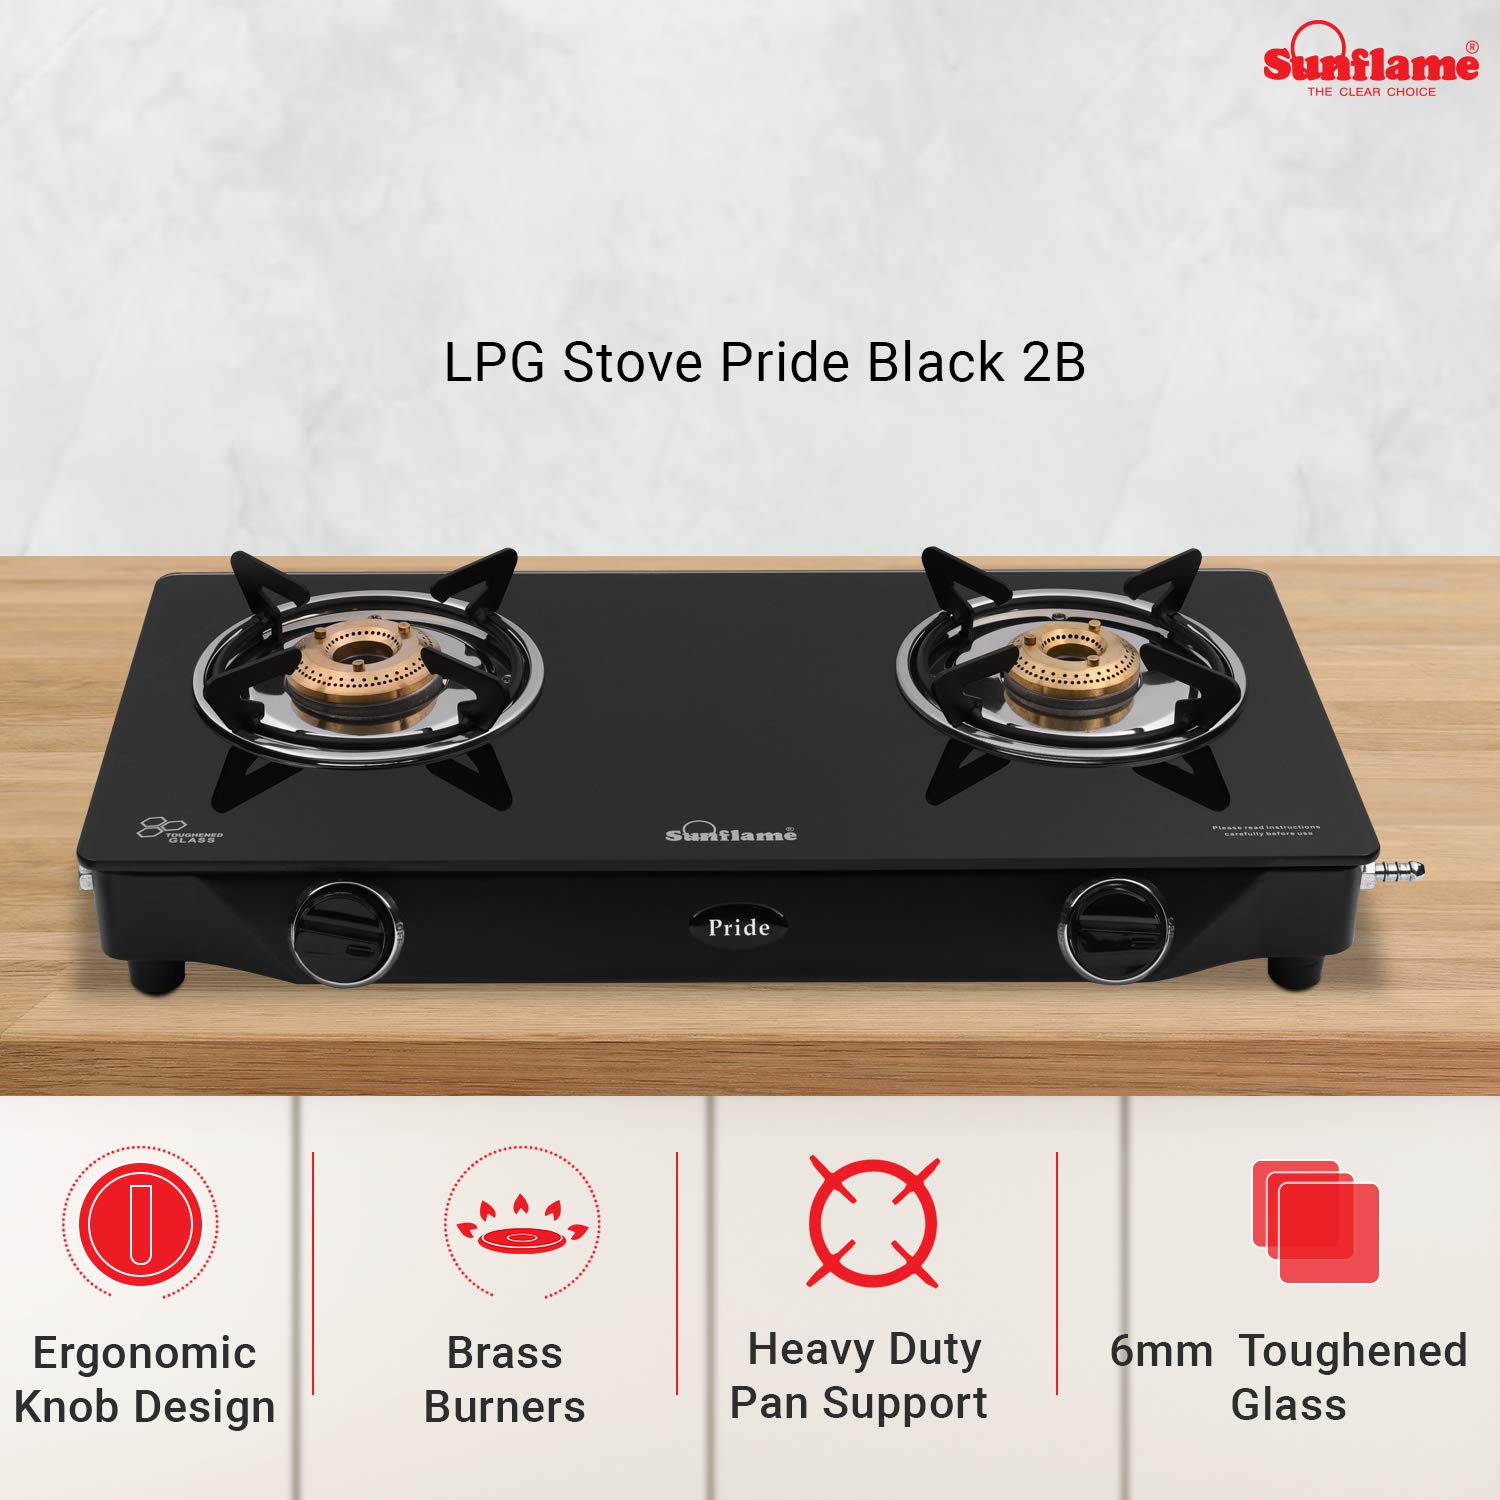 Sunflame®
THE CLEAR CHOICE
LPG Stove Pride Black 2B
TOUGHENED
GLASS
Sunflame®
Please read instructions
carefully before use
Pride
Ergonomic
Knob Design
Brass
Burners
Heavy Duty
Pan Support
6mm Toughened
Glass